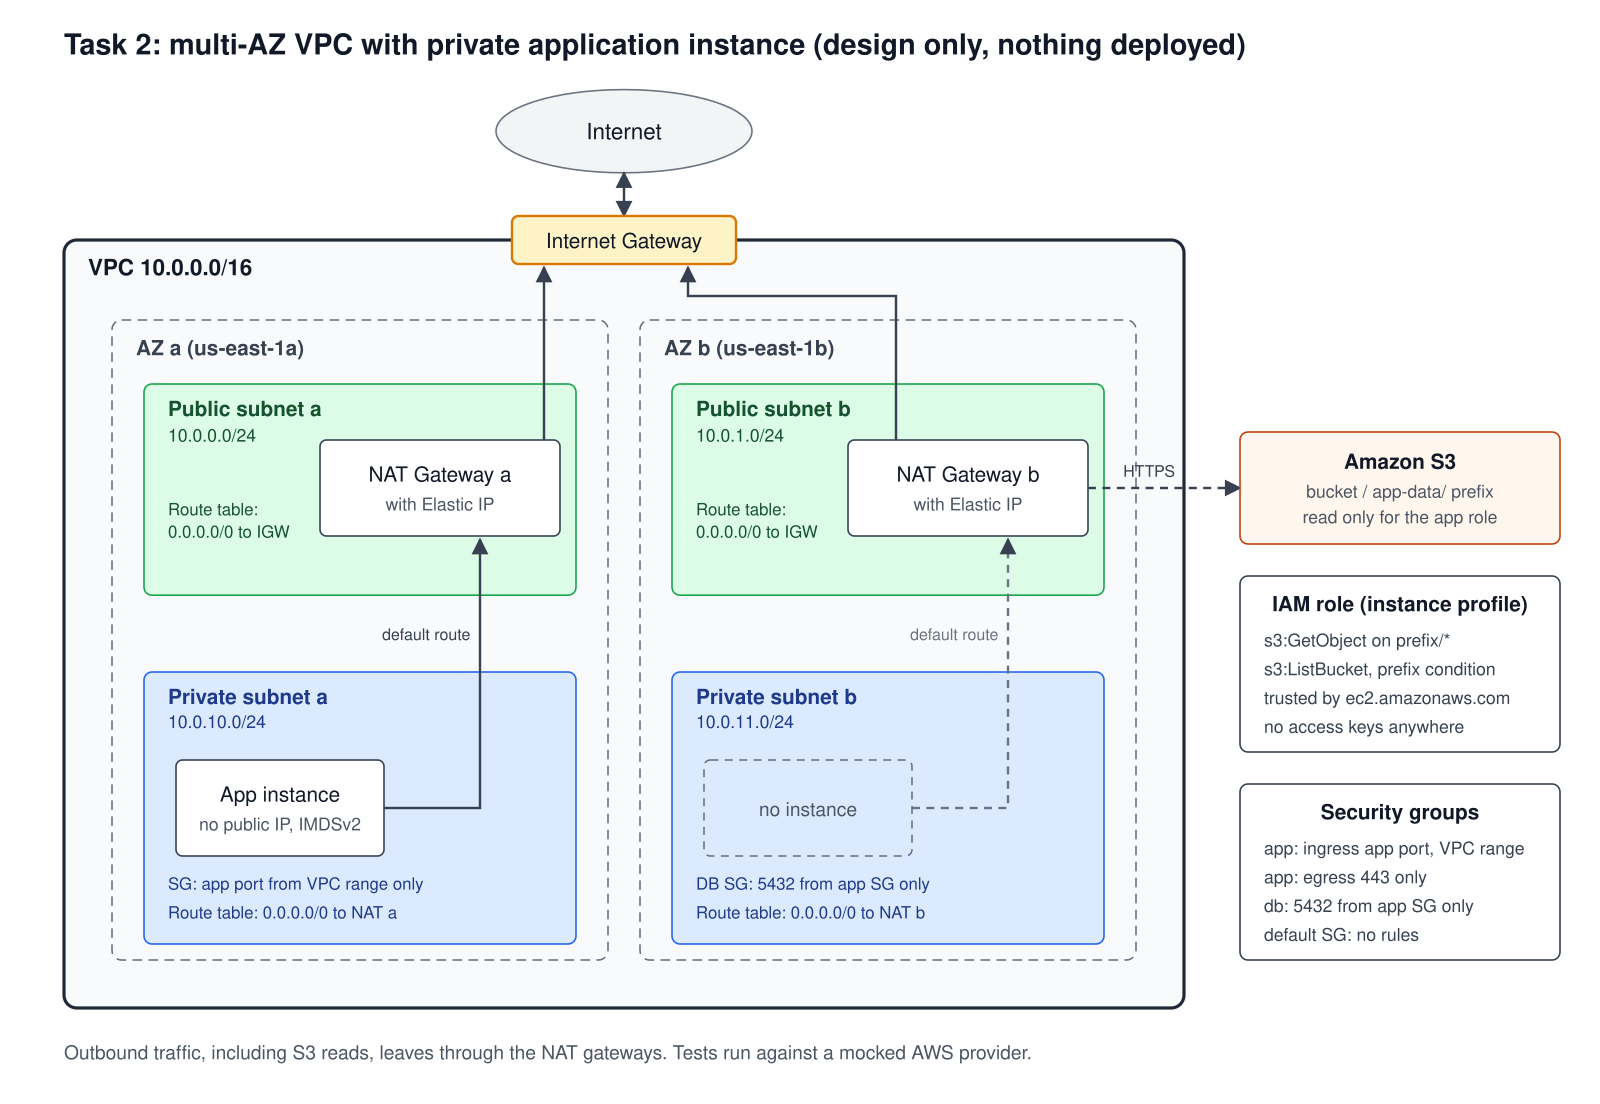 Task 2: multi-AZ VPC with private application instance (design only, nothing deployed)
Internet
Internet Gateway
VPC 10.0.0.0/16
AZ a (us-east-1a)
Public subnet a
10.0.0.0/24
NAT Gateway a
with Elastic IP
Route table:
0.0.0.0/0 to IGW
default route
Private subnet a
10.0.10.0/24
App instance
no public IP, IMDSv2
SG: app port from VPC range only
Route table: 0.0.0.0/0 to NAT a
AZ b (us-east-1b)
Public subnet b
10.0.1.0/24
NAT Gateway b
with Elastic IP
Route table:
0.0.0.0/0 to IGW
default route
Private subnet b
10.0.11.0/24
no instance
DB SG: 5432 from app SG only
Route table: 0.0.0.0/0 to NAT b
HTTPS
Amazon S3
bucket / app-data/ prefix
read only for the app role
IAM role (instance profile)
s3:GetObject on prefix/*
s3:ListBucket, prefix condition
trusted by ec2.amazonaws.com
no access keys anywhere
Security groups
app: ingress app port, VPC range
app: egress 443 only
db: 5432 from app SG only
default SG: no rules
Outbound traffic, including S3 reads, leaves through the NAT gateways. Tests run against a mocked AWS provider.